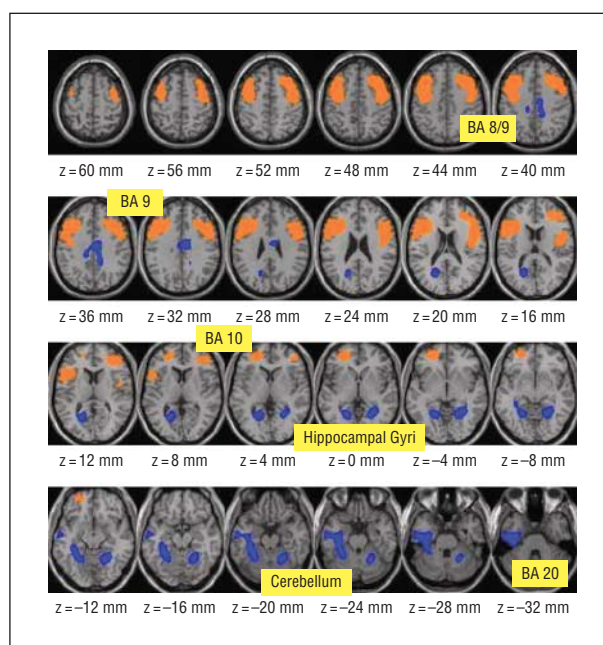 BA 8/9
z=60 mm z=56 mm z=52 mm z=48 mm z=44 mm z=40 mm
BA 9
z=36 mm z=32 mm z=28 mm z=24 mm z=20 mm z=16 mm
BA 10
Hippocampal Gyri
z=12 mm z=8 mm z=4 mm z=0 mm z=–4 mm z=–8 mm
Cerebellum BA 20
z=–12 mm z=–16 mm z=–20 mm z=–24 mm z=–28 mm z=–32 mm